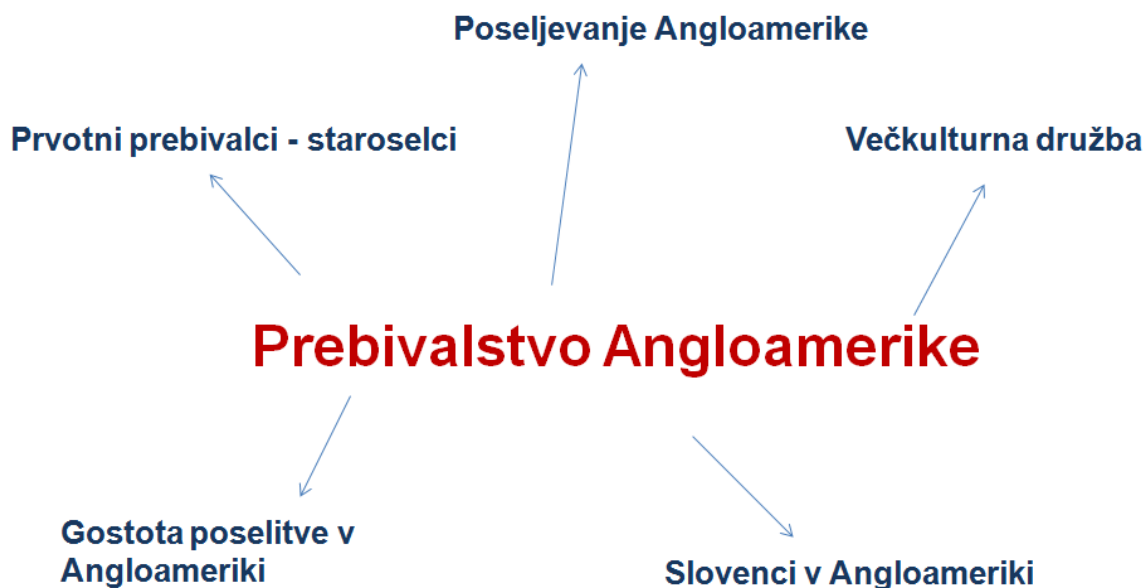 Poseljevanje Angloamerike
Prvotni prebivalci - staroselci
Večkulturna družba
Prebivalstvo Angloamerike
Gostota poselitve v
Angloameriki
Slovenci v Angloameriki